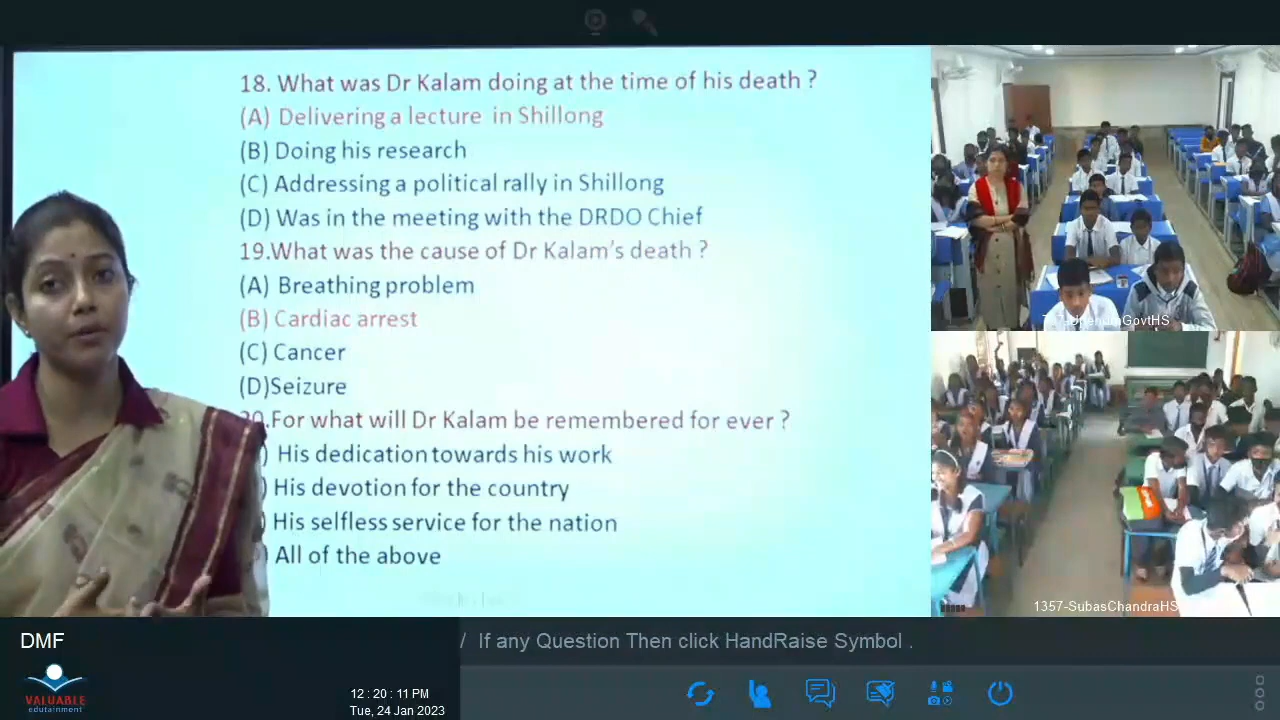 18. What was Dr Kalam doing at the time of his death ?
(A) Delivering a lecture in Shillong
(B) Doing his research
(C) Addressing a political rally in Shillong
(D) Was in the meeting with the DRDO Chief
19.What was the cause of Dr Kalam's death ?
(A) Breathing problem
(B) Cardiac arrest
(C) Cancer
(D)Seizure
20.For what will Dr Kalam be remembered for ever ?
) His dedication towards his work
) His devotion for the country
) His selfless service for the nation
) All of the above
GovtHS
1357-SubasChandraHS
DMF
/ If any Question Then click HandRaise Symbol .
VALUABLE
edutainment
12 : 20 : 11 PM
Tue, 24 Jan 2023